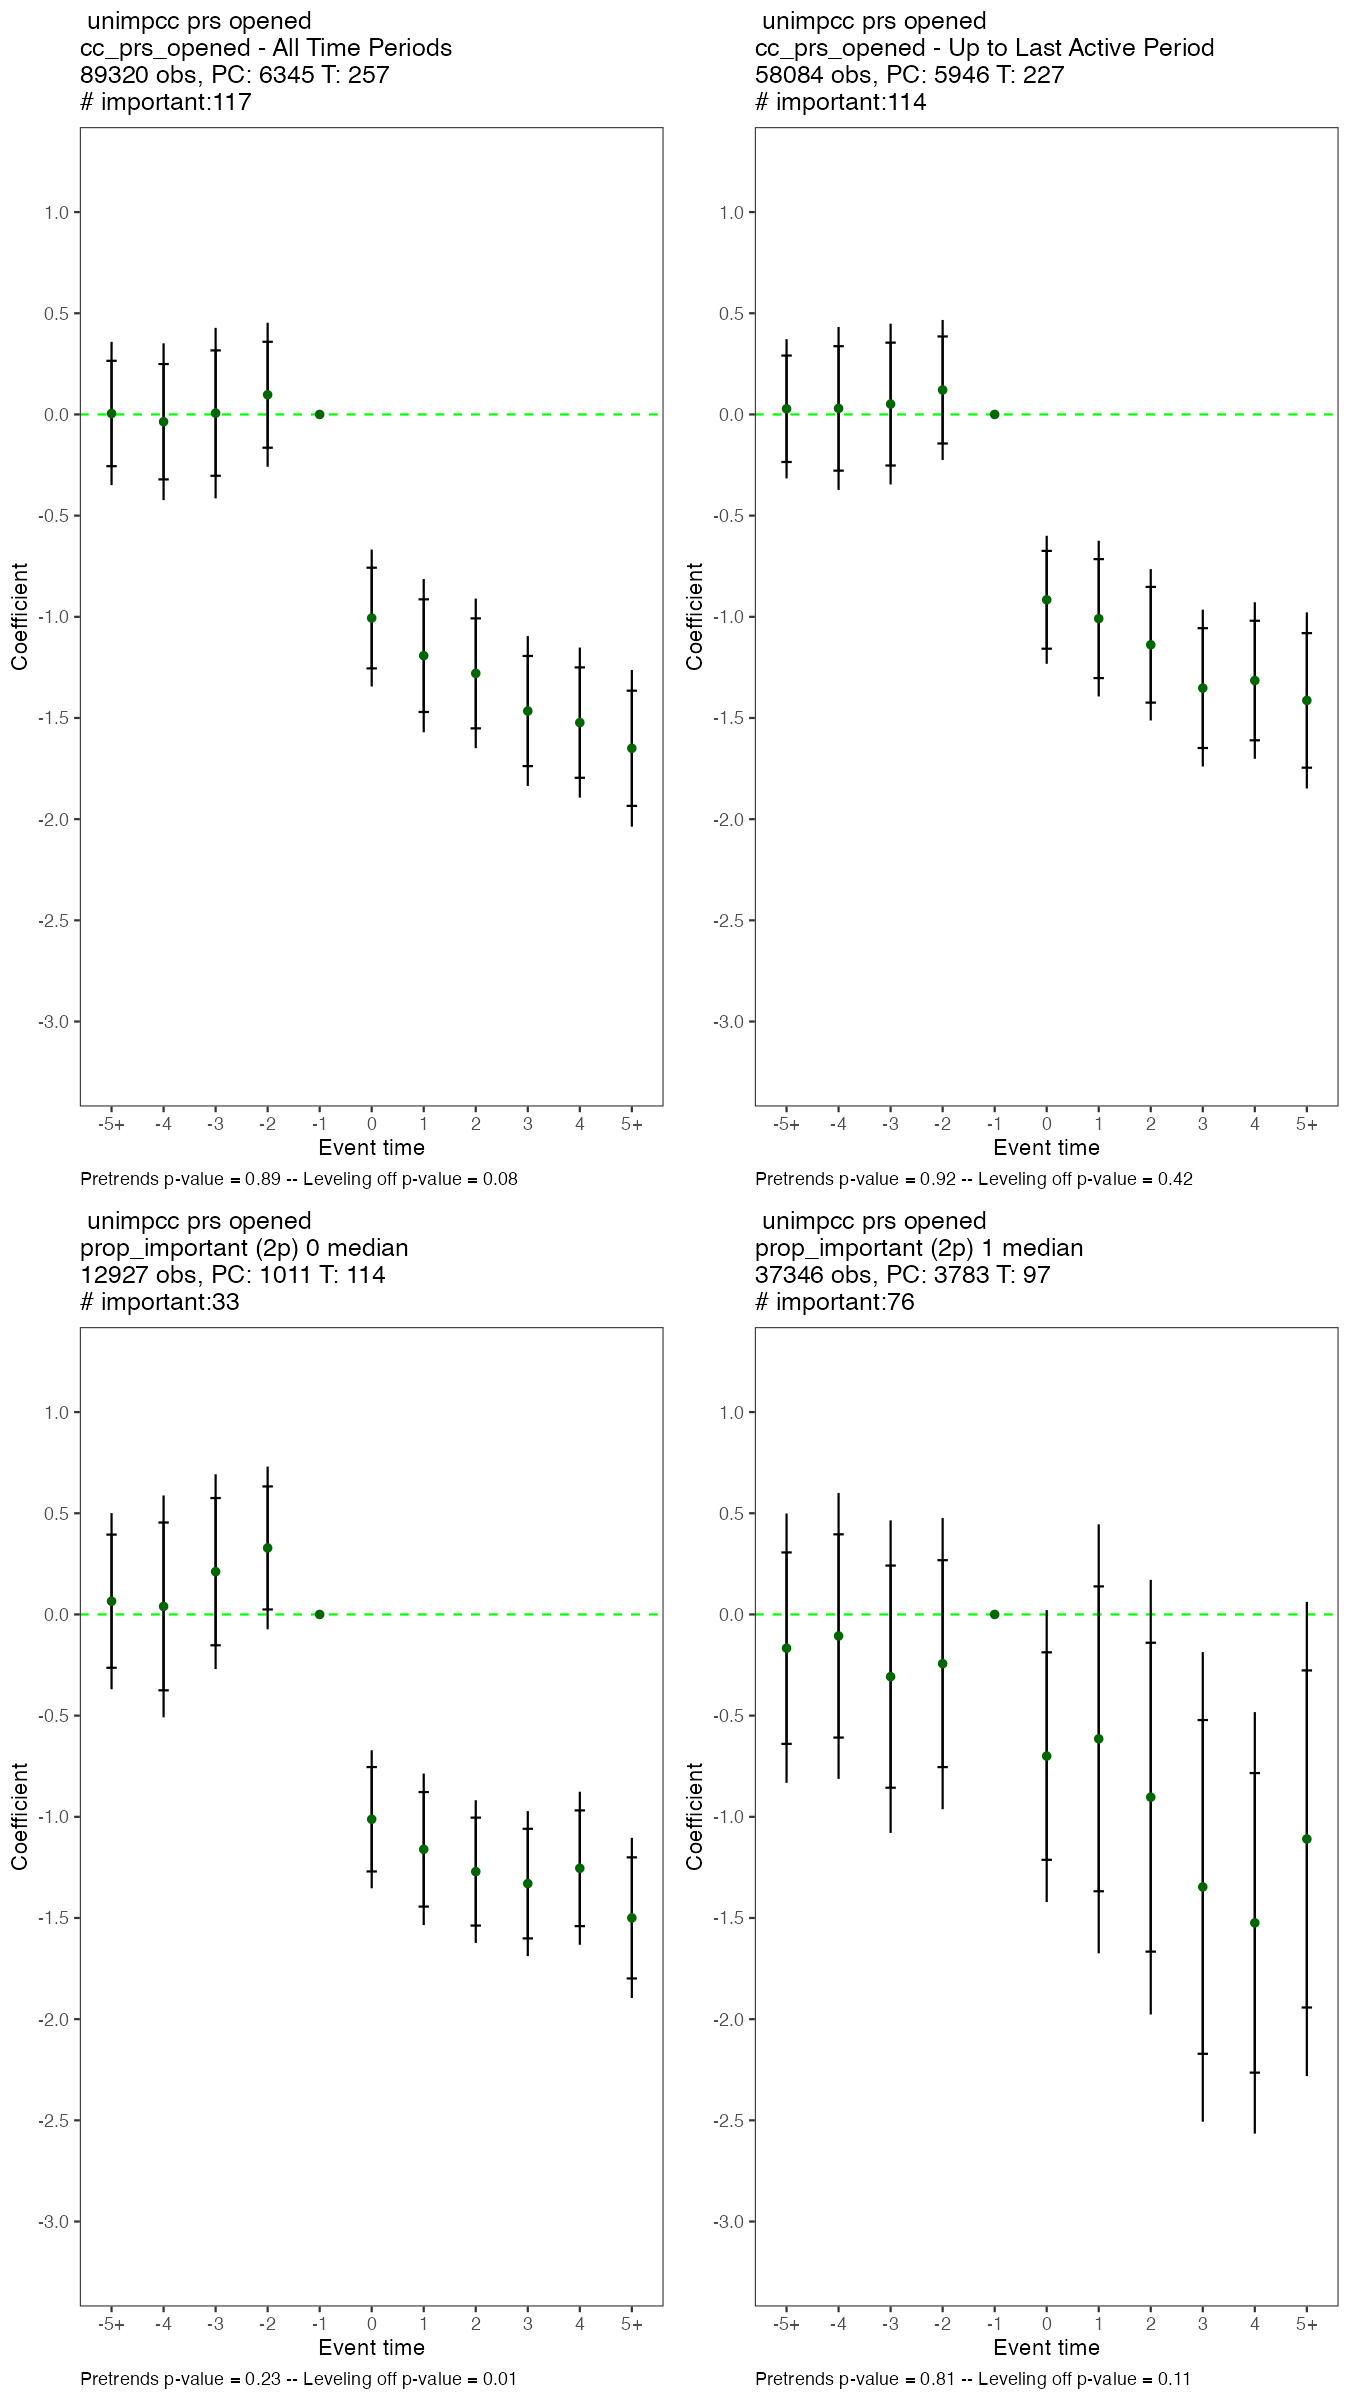 unimpcc prs opened
cc_prs_opened - All Time Periods
89320 obs, PC: 6345 T: 257
# important:117
1.0
0.5
0.0
-0.5
-1.0
-1.5
-2.0
-2.5
-3.0
Coefficient
-5+ -4 -3 -2 -1 0 1 2 3 4 5+
Event time
Pretrends p-value = 0.89 -- Leveling off p-value = 0.08
unimpcc prs opened
cc_prs_opened - Up to Last Active Period
58084 obs, PC: 5946 T: 227
# important:114
1.0
0.5
0.0
-0.5
-1.0
-1.5
-2.0
-2.5
-3.0
Coefficient
-5+ -4 -3 -2 -1 0 1 2 3 4 5+
Event time
Pretrends p-value = 0.92 -- Leveling off p-value = 0.42
unimpcc prs opened
prop_important (2p) 0 median
12927 obs, PC: 1011 T: 114
# important:33
1.0
0.5
0.0
-0.5
-1.0
-1.5
-2.0
-2.5
-3.0
Coefficient
-5+ -4 -3 -2 -1 0 1 2 3 4 5+
Event time
Pretrends p-value = 0.23 -- Leveling off p-value = 0.01
unimpcc prs opened
prop_important (2p) 1 median
37346 obs, PC: 3783 T: 97
# important:76
1.0
0.5
0.0
-0.5
-1.0
-1.5
-2.0
-2.5
-3.0
Coefficient
-5+ -4 -3 -2 -1 0 1 2 3 4 5+
Event time
Pretrends p-value = 0.81 -- Leveling off p-value = 0.11